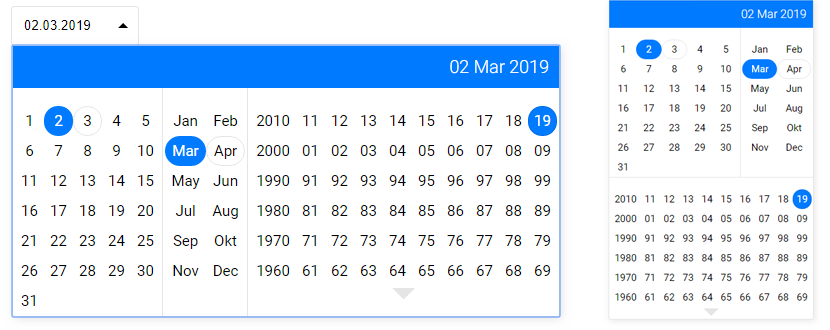 02.03.2019
02 Mar 2019
1 2 3 4 5 Jan Feb 2010 11 12 13 14 15 16 17 18 19
6 7 8 9 10 Mar Apr 2000 01 02 03 04 05 06 07 08 09
11 12 13 14 15 May Jun 1990 91 92 93 94 95 96 97 98 99
16 17 18 19 20 Jul Aug 1980 81 82 83 84 85 86 87 88 89
21 22 23 24 25 Sep Okt 1970 71 72 73 74 75 76 77 78 79
26 27 28 29 30 Nov Dec 1960 61 62 63 64 65 66 67 68 69
31
02 Mar 2019
1 2 3 4 5 Jan Feb
6 7 8 9 10 Mar Apr
11 12 13 14 15 May Jun
16 17 18 19 20 Jul Aug
21 22 23 24 25 Sep Okt
26 27 28 29 30 Nov Dec
31
2010 11 12 13 14 15 16 17 18 19
2000 01 02 03 04 05 06 07 08 09
1990 91 92 93 94 95 96 97 98 99
1980 81 82 83 84 85 86 87 88 89
1970 71 72 73 74 75 76 77 78 79
1960 61 62 63 64 65 66 67 68 69